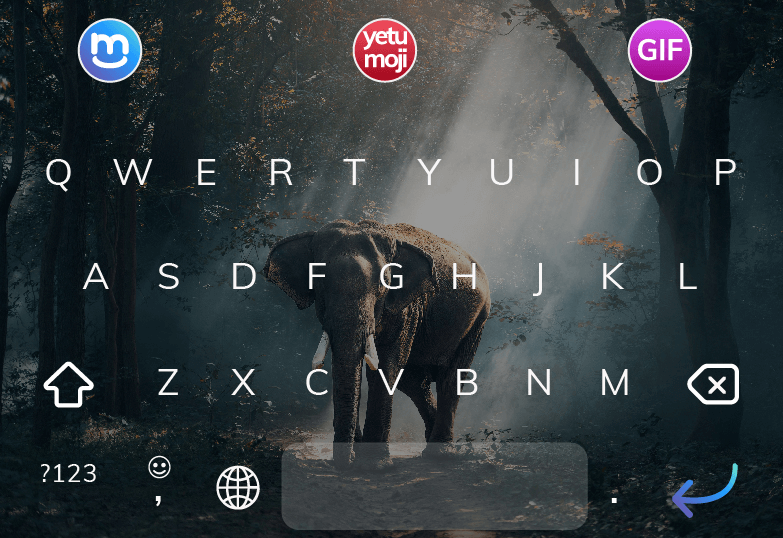 m
yetu
moji
GIF
Q W E R T Y U I O P
A S D F G H J K L
Z X C V B N M
?123 , .